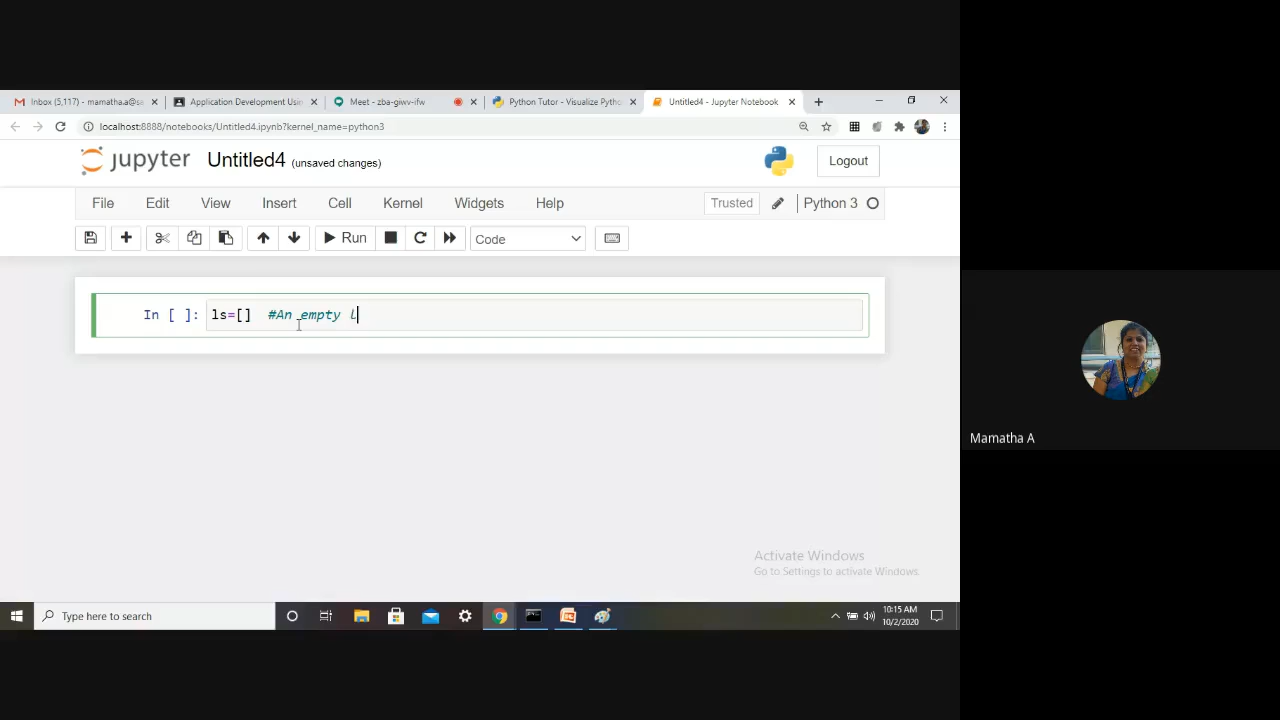 Inbox (5,117) - mamatha.a@sa
Application Development Usin
Meet - zba-giwv-ifw
Python Tutor - Visualize Pytho
Untitled4 - Jupyter Notebook
localhost:8888/notebooks/Untitled4.ipynb?kernel_name=python3
jupyter Untitled4 (unsaved changes)
Logout
File Edit View Insert Cell Kernel Widgets Help
Trusted
Python 3
Run
Code
In [ ]: ls=[] #An empty l
Mamatha A
Activate Windows
Go to Settings to activate Windows.
Type here to search
10:15 AM
10/2/2020